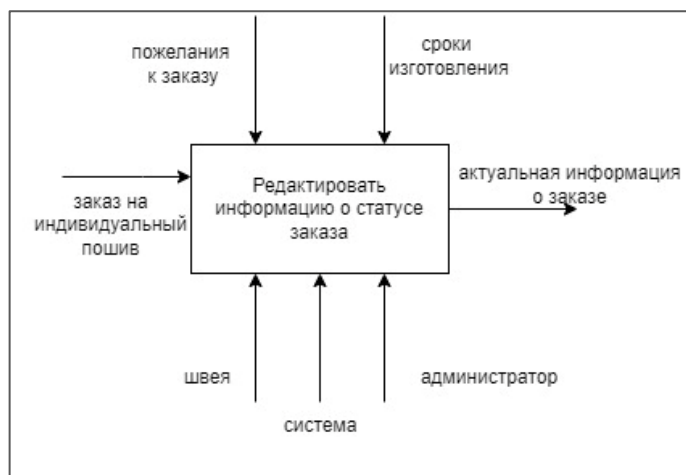 пожелания
к заказу
сроки
изготовления
заказ на
индивидуальный
пошив
Редактировать
информацию о статусе
заказа
актуальная информация
о заказе
швея
система
администратор